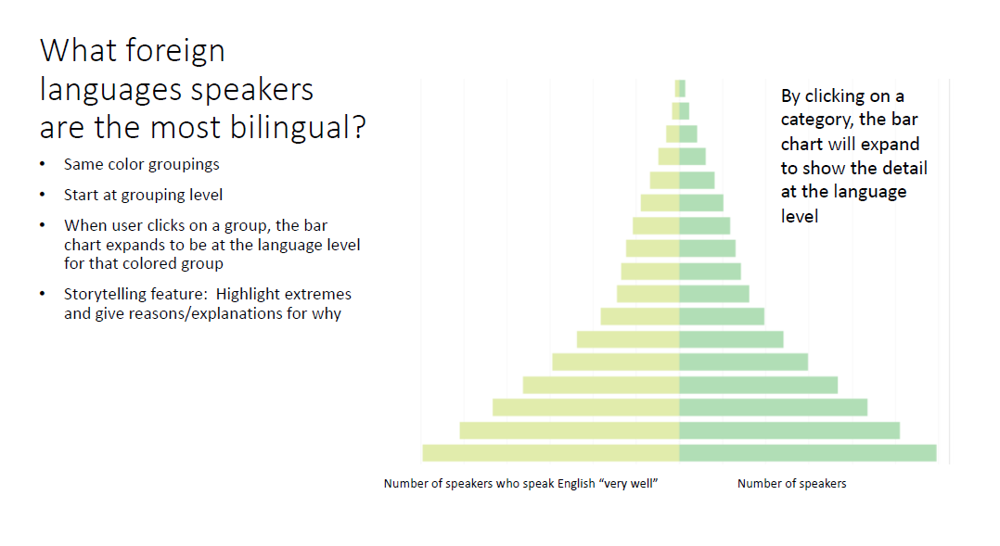 What foreign
languages speakers
are the most bilingual?
• Same color groupings
• Start at grouping level
• When user clicks on a group, the bar
chart expands to be at the language level
for that colored group
• Storytelling feature: Highlight extremes
and give reasons/explanations for why
By clicking on a
category, the bar
chart will expand
to show the detail
at the language
level
Number of speakers who speak English “very well”
Number of speakers